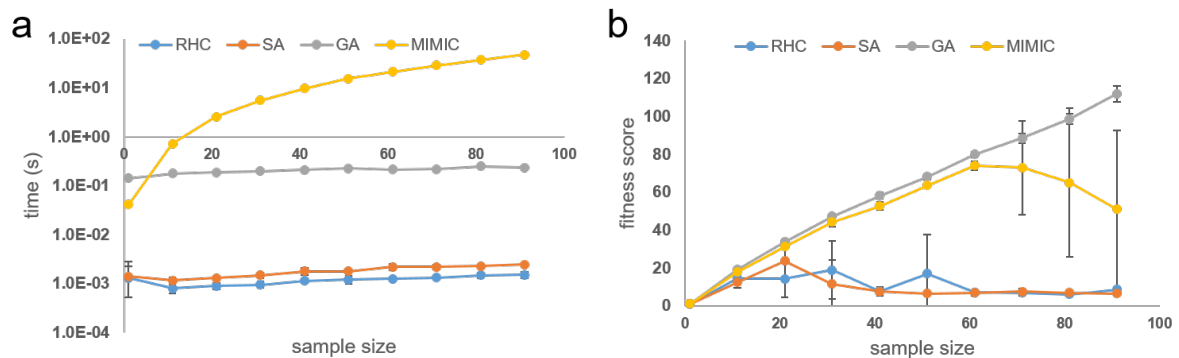 a
RHC SA GA MIMIC
1.0E+02
1.0E+01
1.0E+00
1.0E-01
1.0E-02
1.0E-03
1.0E-04
time (s)
0 20 40 60 80 100
sample size
b
RHC SA GA MIMIC
140
120
100
80
60
40
20
0
fitness score
0 20 40 60 80 100
sample size